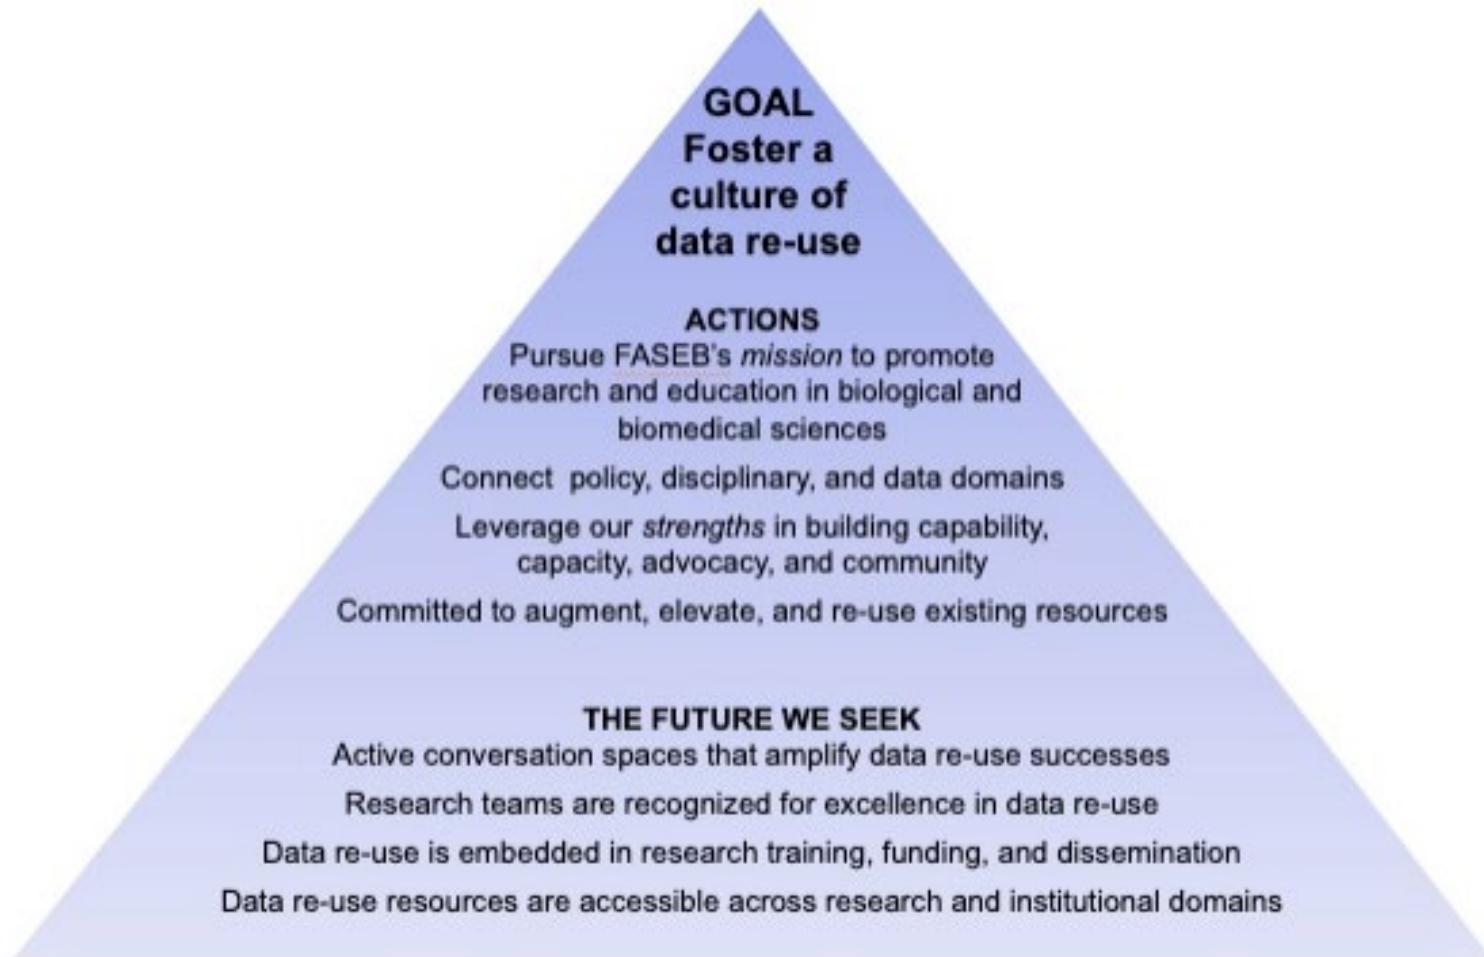 GOAL
Foster a
culture of
data re-use
ACTIONS
Pursue FASEB's mission to promote
research and education in biological and
biomedical sciences
Connect  policy, disciplinary, and data domains
Leverage our strengths in building capability,
capacity, advocacy, and community
Committed to augment, elevate, and re-use existing resources
THE FUTURE WE SEEK
Active conversation spaces that amplify data re-use successes
Research teams are recognized for excellence in data re-use
Data re-use is embedded in research training, funding, and dissemination
Data re-use resources are accessible across research and institutional domains